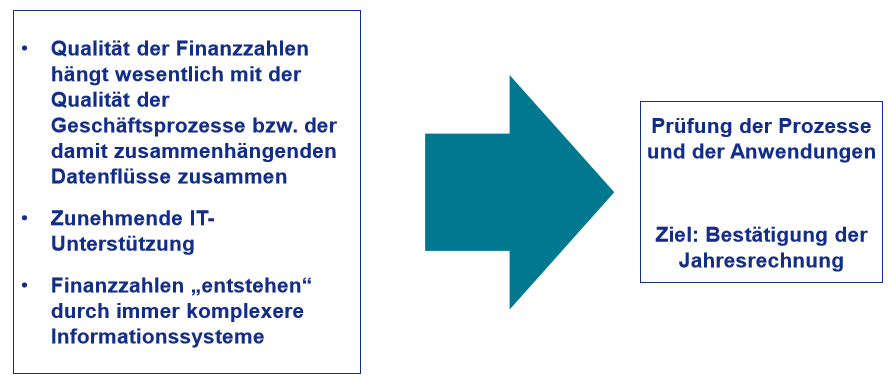 • Qualität der Finanzzahlen
hängt wesentlich mit der
Qualität der
Geschäftsprozesse bzw. der
damit zusammenhängenden
Datenflüsse zusammen
• Zunehmende IT-
Unterstützung
• Finanzzahlen „entstehen“
durch immer komplexere
Informationssysteme
Prüfung der Prozesse
und der Anwendungen
Ziel: Bestätigung der
Jahresrechnung